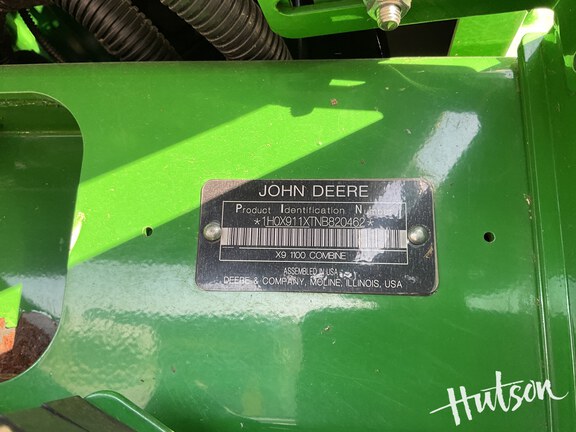 JOHN DEERE
Product Identification N
*1H0X911XTNB820462*
X9 1100 COMBINE
ASSEMBLED IN USA
DEERE & COMPANY, MOLINE, ILLINOIS, USA
Hutson